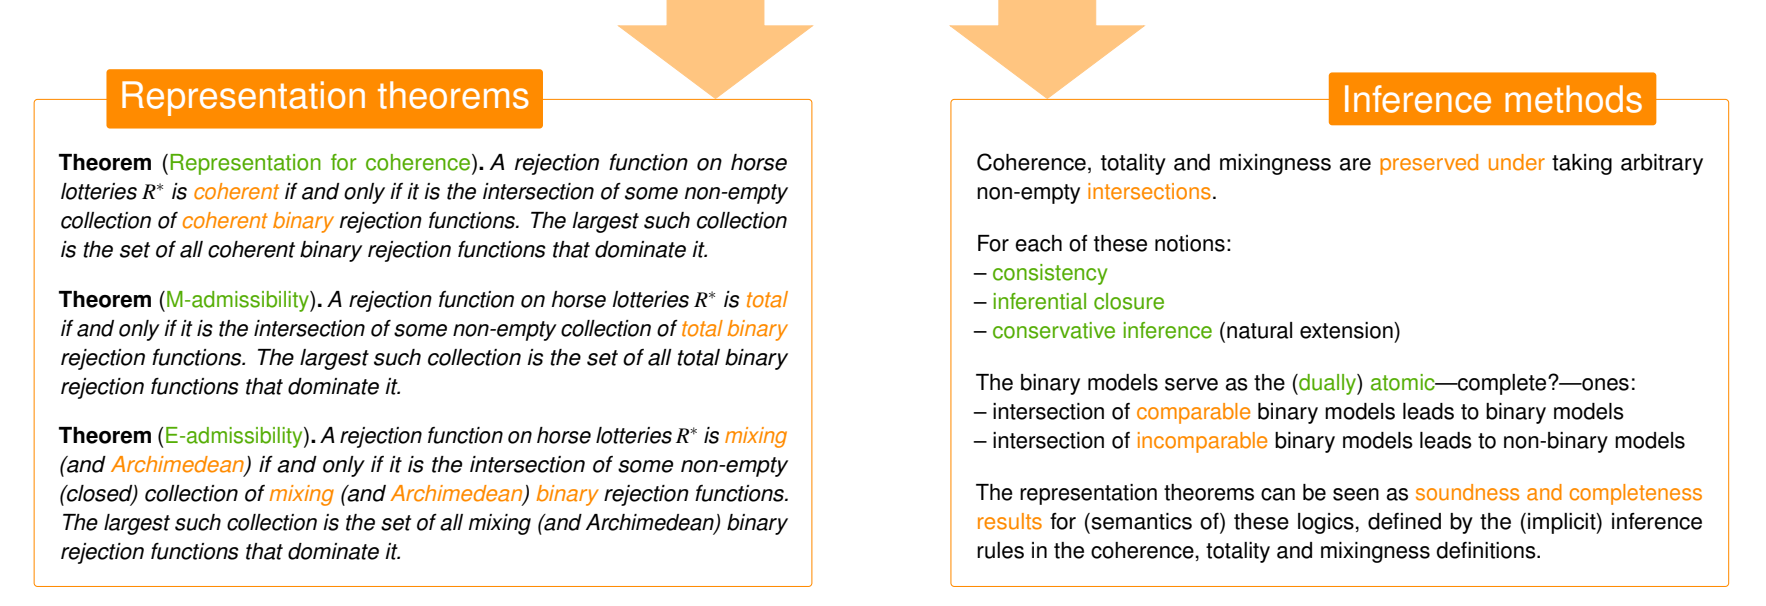 Representation theorems
Theorem (Representation for coherence). A rejection function on horse
lotteries R* is coherent if and only if it is the intersection of some non-empty
collection of coherent binary rejection functions. The largest such collection
is the set of all coherent binary rejection functions that dominate it.
Theorem (M-admissibility). A rejection function on horse lotteries R* is total
if and only if it is the intersection of some non-empty collection of total binary
rejection functions. The largest such collection is the set of all total binary
rejection functions that dominate it.
Theorem (E-admissibility). A rejection function on horse lotteries R* is mixing
(and Archimedean) if and only if it is the intersection of some non-empty
(closed) collection of mixing (and Archimedean) binary rejection functions.
The largest such collection is the set of all mixing (and Archimedean) binary
rejection functions that dominate it.
Inference methods
Coherence, totality and mixingness are preserved under taking arbitrary
non-empty intersections.
For each of these notions:
– consistency
– inferential closure
– conservative inference (natural extension)
The binary models serve as the (dually) atomic—complete?—ones:
– intersection of comparable binary models leads to binary models
– intersection of incomparable binary models leads to non-binary models
The representation theorems can be seen as soundness and completeness
results for (semantics of) these logics, defined by the (implicit) inference
rules in the coherence, totality and mixingness definitions.